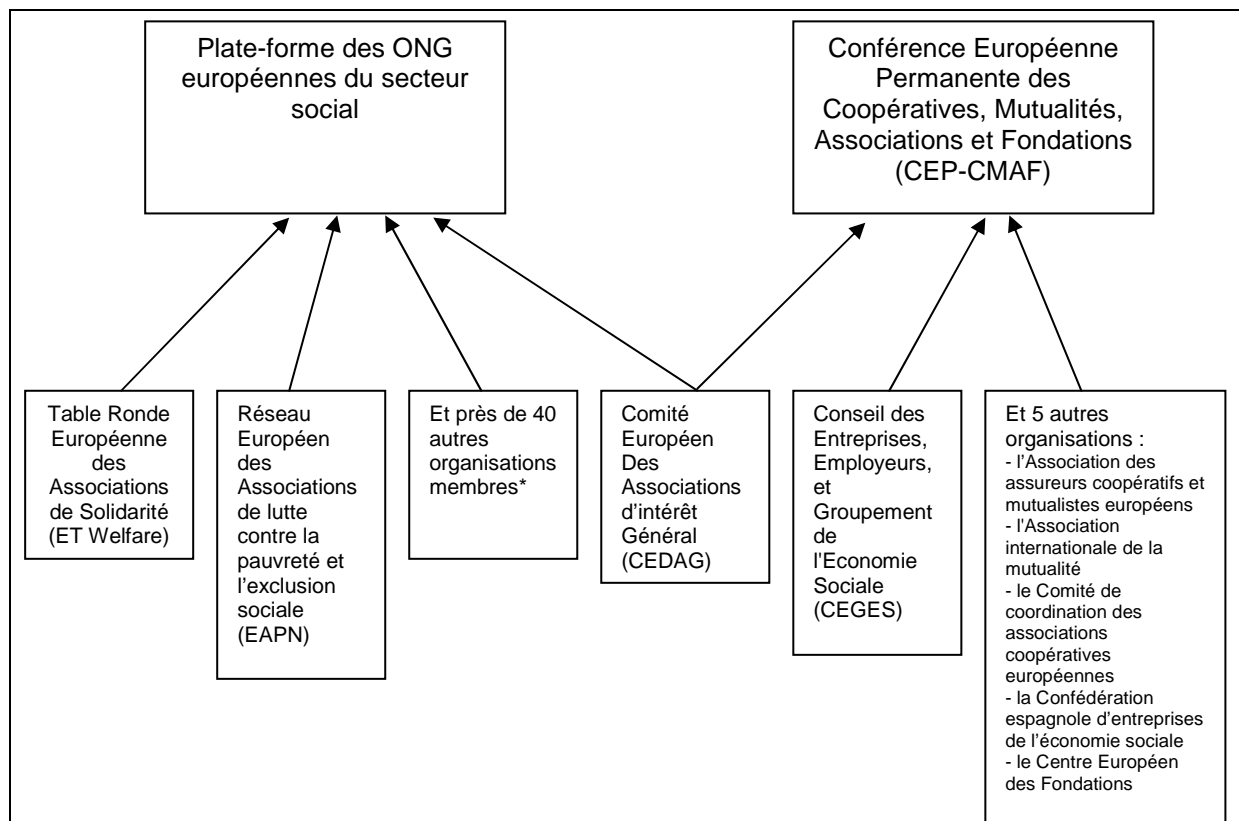 Plate-forme des ONG
européennes du secteur
social
Conférence Européenne
Permanente des
Coopératives, Mutualités,
Associations et Fondations
(CEP-CMAF)
Table Ronde
Européenne
des
Associations
de Solidarité
(ET Welfare)
Réseau
Européen
des
Associations
de lutte
contre la
pauvreté et
l’exclusion
sociale
(EAPN)
Et près de 40
autres
organisations
membres*
Comité
Européen
Des
Associations
d’intérêt
Général
(CEDAG)
Conseil des
Entreprises,
Employeurs,
et
Groupement
de
l'Economie
Sociale
(CEGES)
Et 5 autres
organisations :
- l’Association des
assureurs coopératifs et
mutualistes européens
- l’Association
internationale de la
mutualité
- le Comité de
coordination des
associations
coopératives
européennes
- la Confédération
espagnole d’entreprises
de l’économie sociale
- le Centre Européen
des Fondations